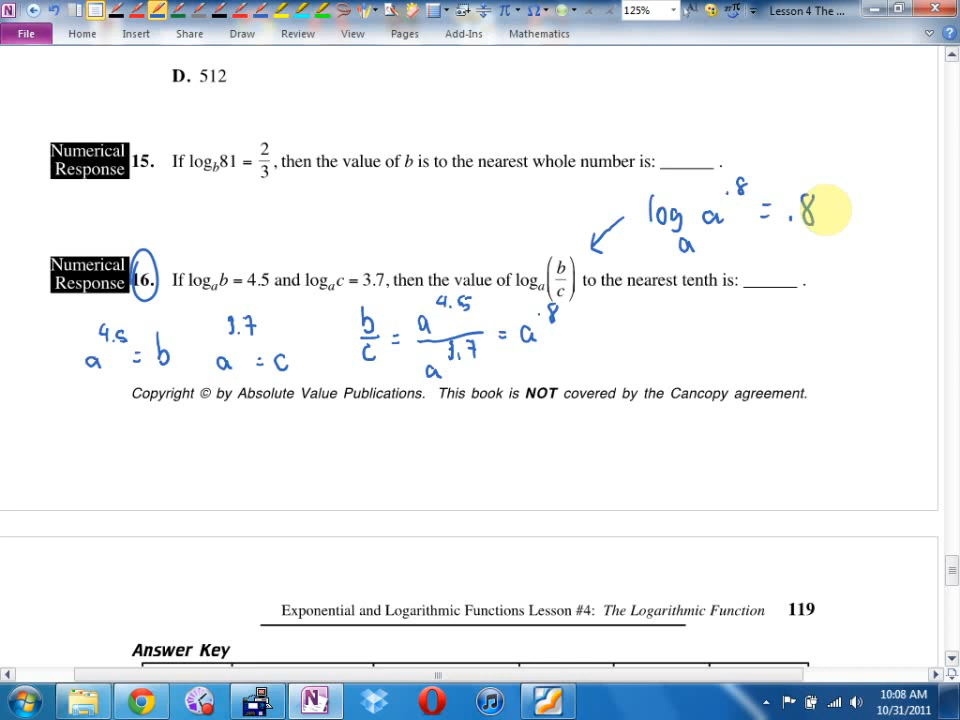 125% Lesson 4 The ...
File Home Insert Share Draw Review View Pages Add-Ins Mathematics
D. 512
Numerical Response 15. If log_b 81 = 2/3, then the value of b is to the nearest whole number is: ______ .
log_a a^.8 = .8
Numerical Response 16. If log_a b = 4.5 and log_a c = 3.7, then the value of log_a (b/c) to the nearest tenth is: ______ .
a^4.5 = b a^3.7 = c b/c = a^4.5/a^3.7 = a^.8
Copyright © by Absolute Value Publications. This book is NOT covered by the Cancopy agreement.
Exponential and Logarithmic Functions Lesson #4: The Logarithmic Function 119
Answer Key
10:08 AM
10/31/2011